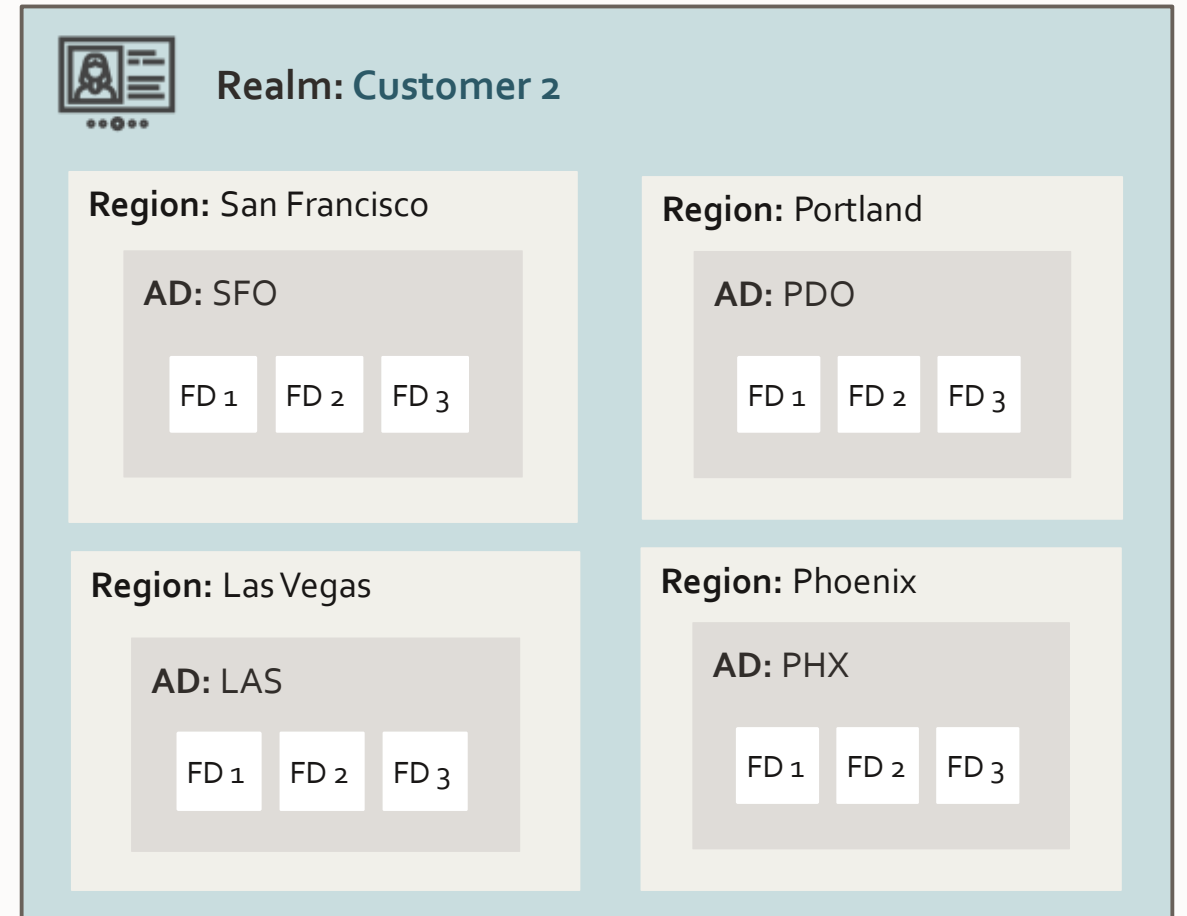 Realm: Customer 2
Region: San Francisco
AD: SFO
FD 1 FD 2 FD 3
Region: Portland
AD: PDO
FD 1 FD 2 FD 3
Region: Las Vegas
AD: LAS
FD 1 FD 2 FD 3
Region: Phoenix
AD: PHX
FD 1 FD 2 FD 3